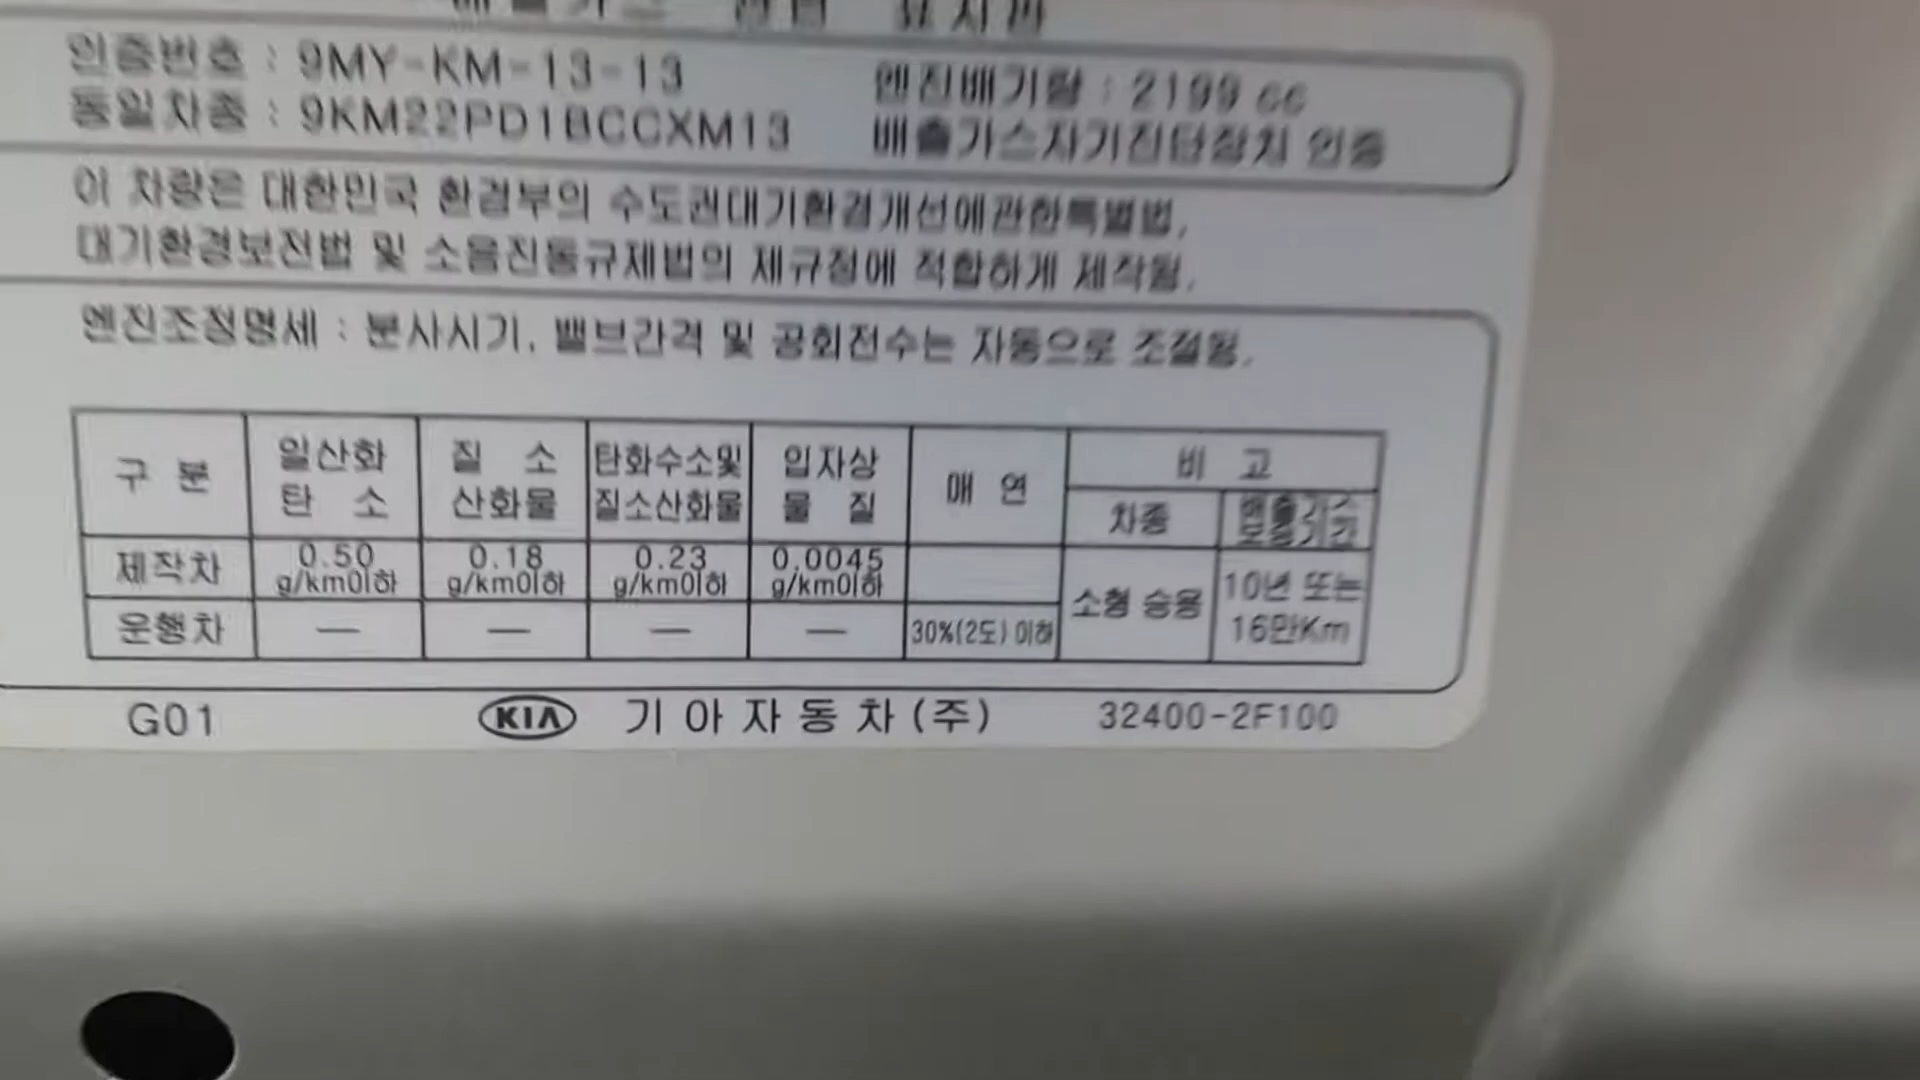 배출가스 관련 표지판
인증번호 : 9MY-KM-13-13
엔진배기량 : 2199 cc
동일차종 : 9KM22PD1BCCXM13
배출가스자기진단장치 인증
이 차량은 대한민국 환경부의 수도권대기환경개선에관한특별법,
대기환경보전법 및 소음진동규제법의 제규정에 적합하게 제작됨.
엔진조정명세 : 분사시기, 밸브간격 및 공회전수는 자동으로 조절됨.
구 분 일산화 탄 소 질 소 산화물 탄화수소및 질소산화물 입자상 물 질 매 연 비 고
차종 배출가스 보증기간
제작차 0.50 g/km이하 0.18 g/km이하 0.23 g/km이하 0.0045 g/km이하 소형 승용 10년 또는 16만Km
운행차 — — — — 30%(2도)이하
G01 KIA 기아자동차(주) 32400-2F100